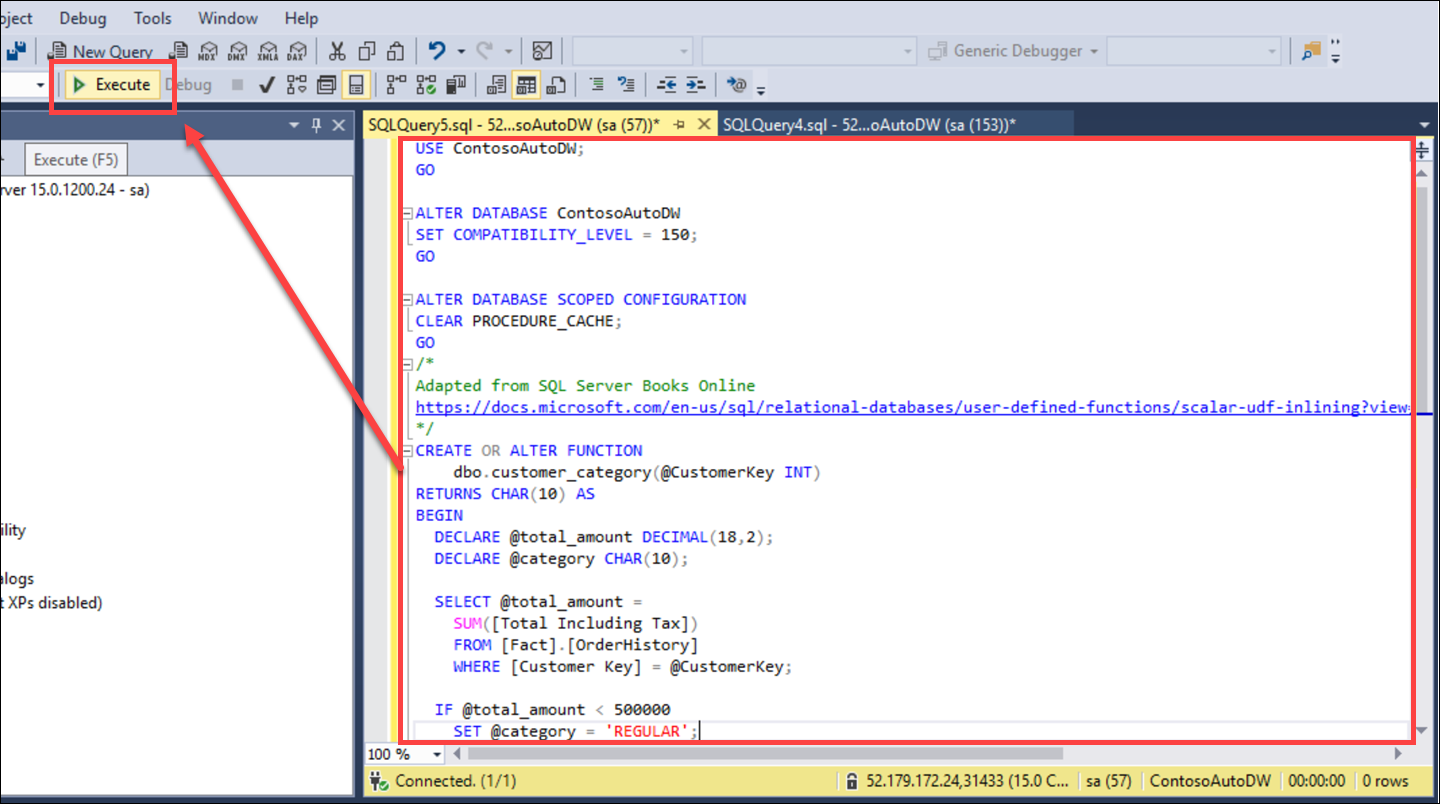 oject Debug Tools Window Help
New Query MDX DMX XMLA DAX Generic Debugger
Execute Debug
SQLQuery5.sql - 52...soAutoDW (sa (57))* SQLQuery4.sql - 52...oAutoDW (sa (153))*
Execute (F5)
rver 15.0.1200.24 - sa)
ility
alogs
t XPs disabled)
USE ContosoAutoDW;
GO
ALTER DATABASE ContosoAutoDW
SET COMPATIBILITY_LEVEL = 150;
GO
ALTER DATABASE SCOPED CONFIGURATION
CLEAR PROCEDURE_CACHE;
GO
/*
Adapted from SQL Server Books Online
https://docs.microsoft.com/en-us/sql/relational-databases/user-defined-functions/scalar-udf-inlining?view=
*/
CREATE OR ALTER FUNCTION
dbo.customer_category(@CustomerKey INT)
RETURNS CHAR(10) AS
BEGIN
DECLARE @total_amount DECIMAL(18,2);
DECLARE @category CHAR(10);
SELECT @total_amount =
SUM([Total Including Tax])
FROM [Fact].[OrderHistory]
WHERE [Customer Key] = @CustomerKey;
IF @total_amount < 500000
SET @category = 'REGULAR';
100 %
Connected. (1/1) 52.179.172.24,31433 (15.0 C... sa (57) ContosoAutoDW 00:00:00 0 rows